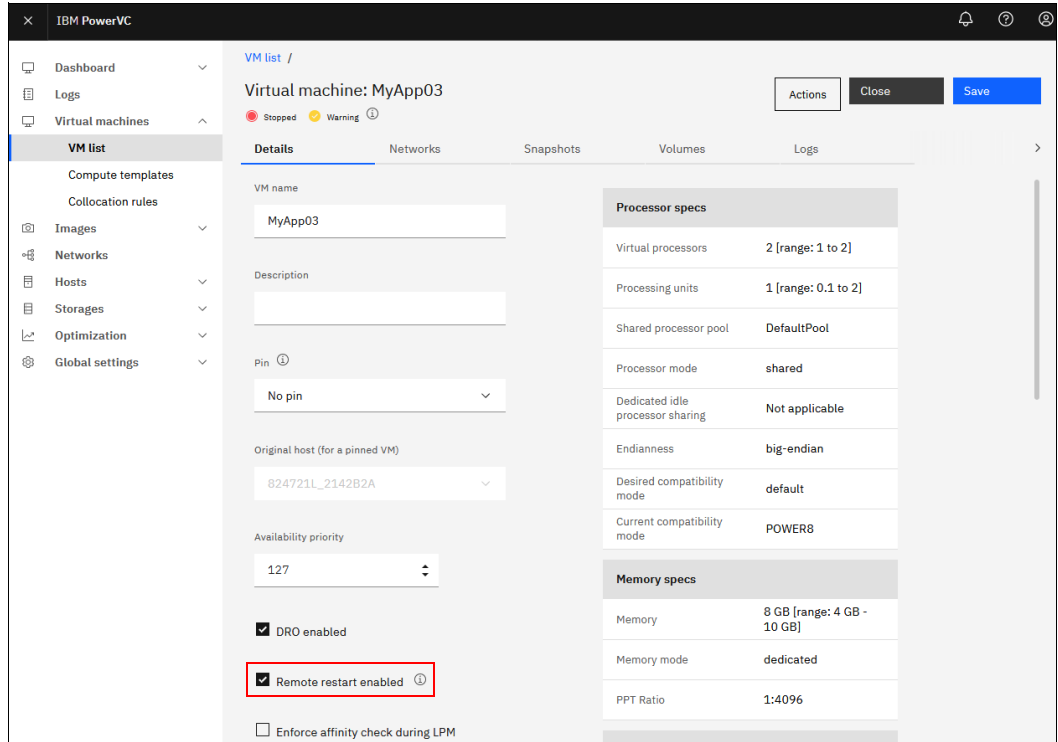 IBM PowerVC
Dashboard
Logs
Virtual machines
VM list
Compute templates
Collocation rules
Images
Networks
Hosts
Storages
Optimization
Global settings
VM list /
Virtual machine: MyApp03
Stopped Warning
Actions
Close
Save
Details Networks Snapshots Volumes Logs
VM name
MyApp03
Description
Pin
No pin
Original host (for a pinned VM)
824721L_2142B2A
Availability priority
127
DRO enabled
Remote restart enabled
Enforce affinity check during LPM
Processor specs
Virtual processors 2 [range: 1 to 2]
Processing units 1 [range: 0.1 to 2]
Shared processor pool DefaultPool
Processor mode shared
Dedicated idle
processor sharing Not applicable
Endianness big-endian
Desired compatibility
mode default
Current compatibility
mode POWER8
Memory specs
Memory 8 GB [range: 4 GB -
10 GB]
Memory mode dedicated
PPT Ratio 1:4096